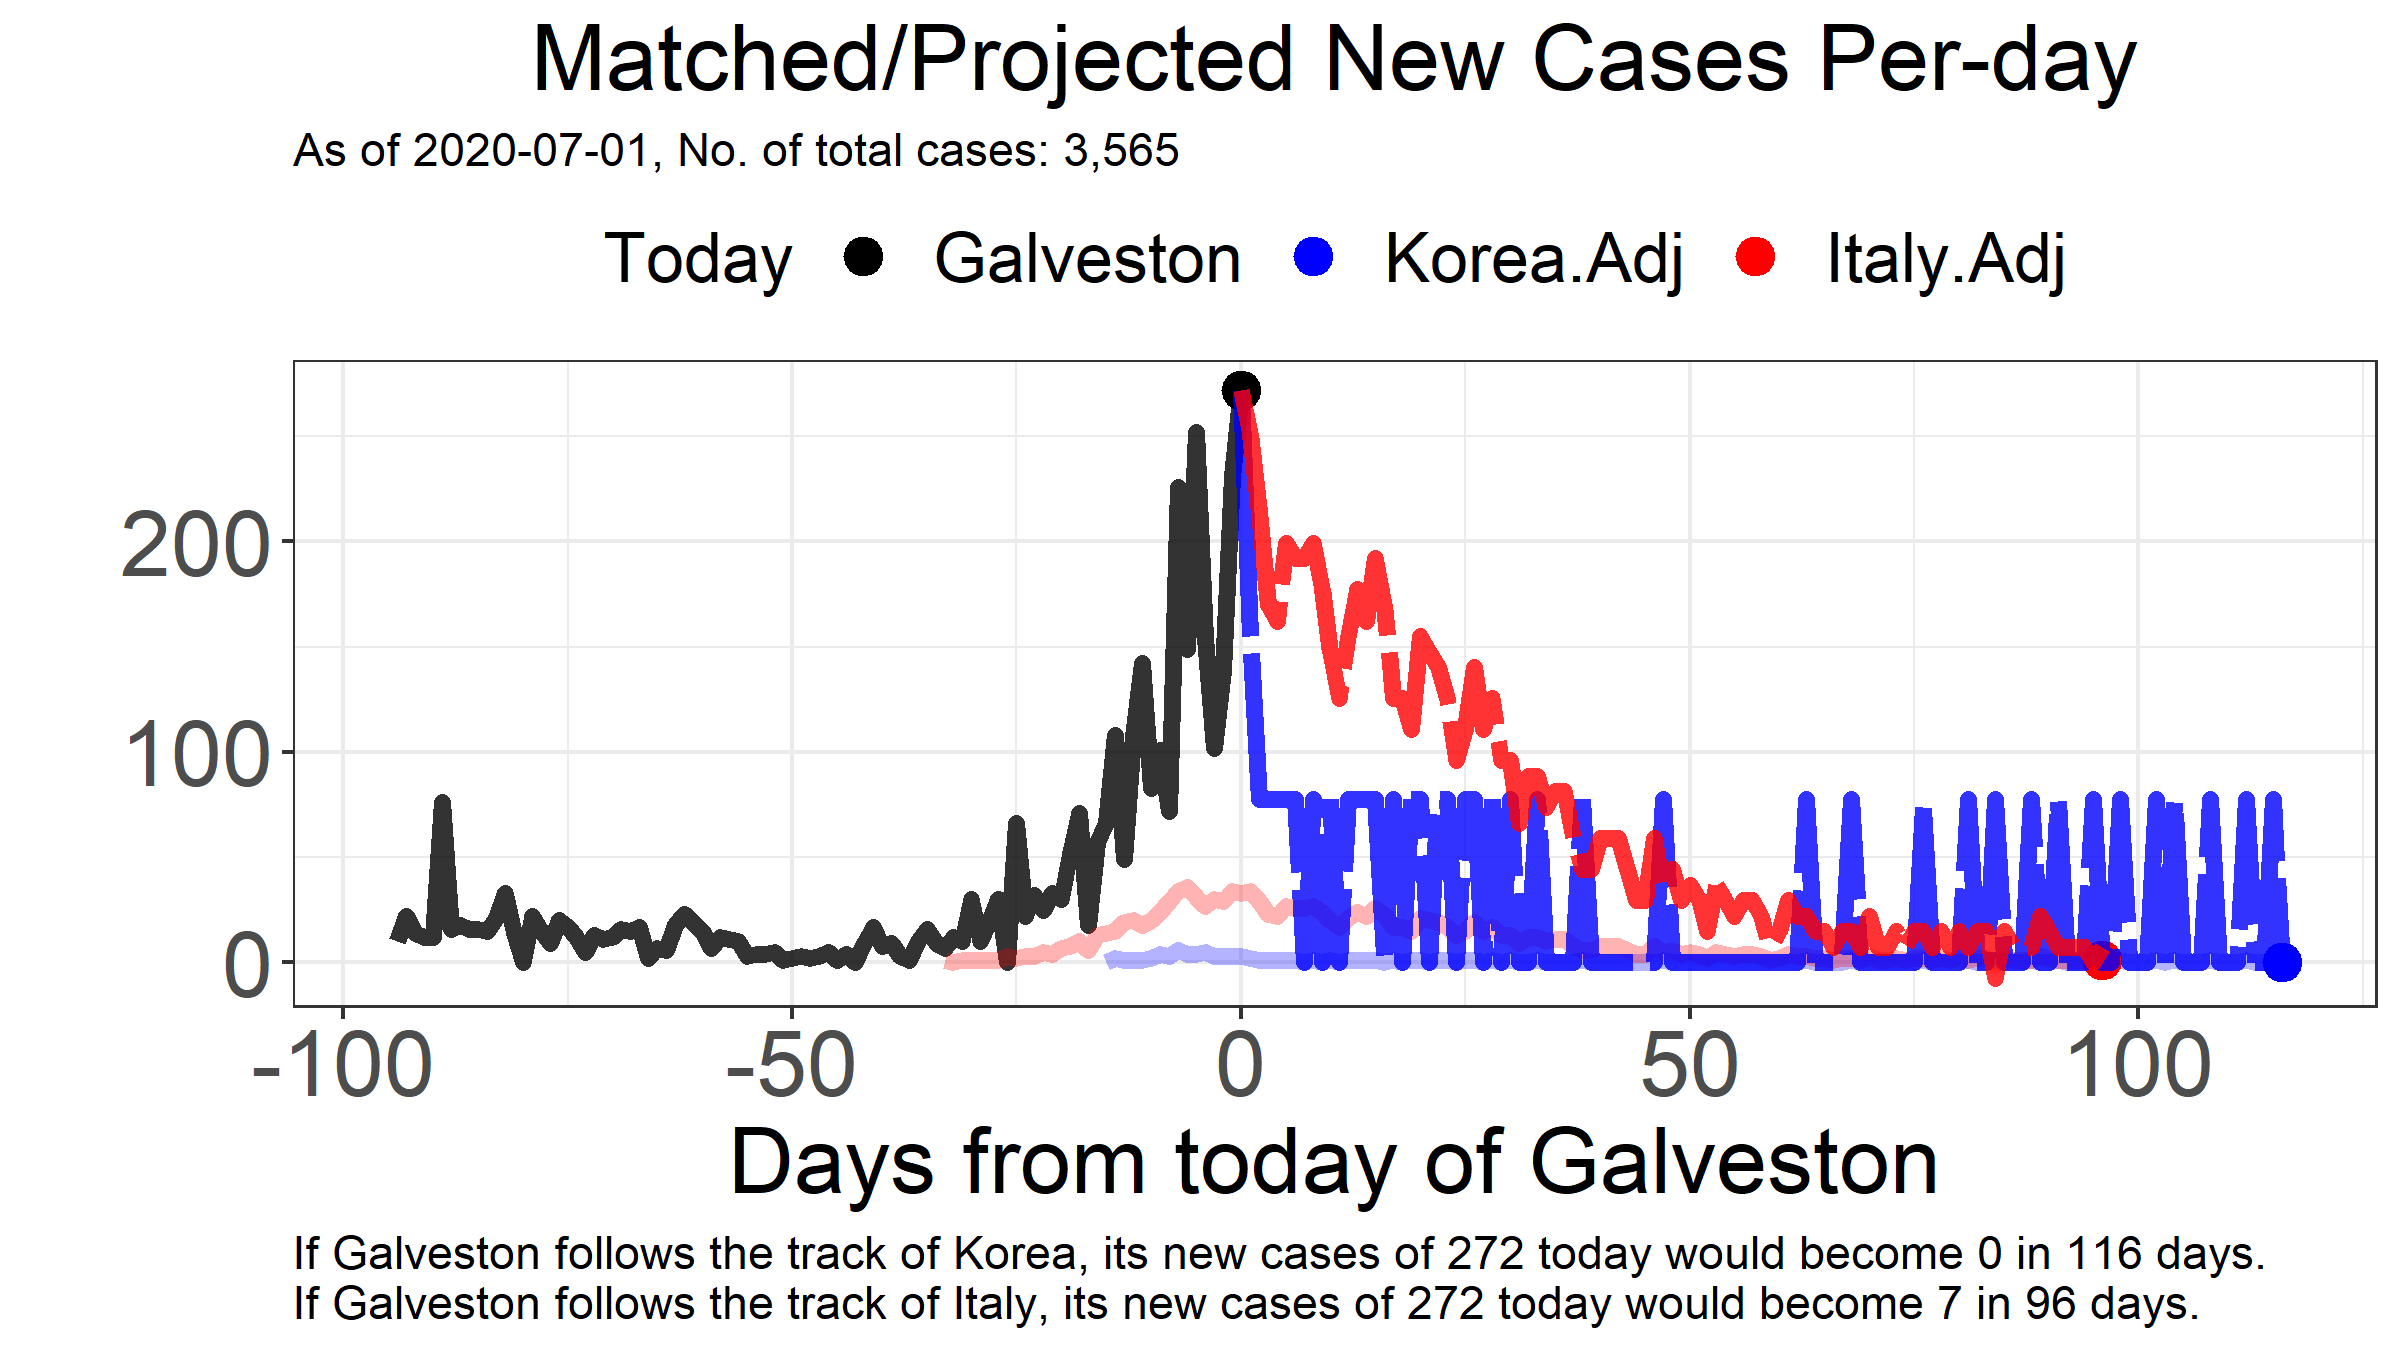 Matched/Projected New Cases Per-day
As of 2020-07-01, No. of total cases: 3,565
Today Galveston Korea.Adj Italy.Adj
200
100
0
-100 -50 0 50 100
Days from today of Galveston
If Galveston follows the track of Korea, its new cases of 272 today would become 0 in 116 days.
If Galveston follows the track of Italy, its new cases of 272 today would become 7 in 96 days.